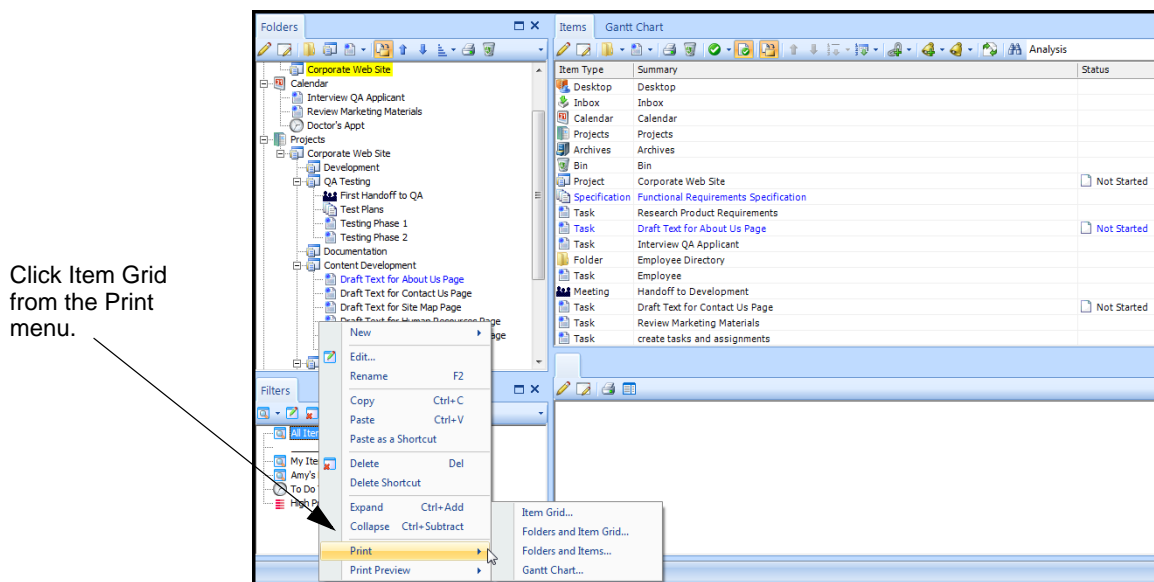 Click Item Grid
from the Print
menu.
Folders
Corporate Web Site
Calendar
Interview QA Applicant
Review Marketing Materials
Doctor's Appt
Projects
Corporate Web Site
Development
QA Testing
First Handoff to QA
Test Plans
Testing Phase 1
Testing Phase 2
Documentation
Content Development
Draft Text for About Us Page
Draft Text for Contact Us Page
Draft Text for Site Map Page
Draft Text for Human Resources Page
age
Filters
All Iter
My Ite
Amy's
To Do
High P
New
Edit...
Rename F2
Copy Ctrl+C
Paste Ctrl+V
Paste as a Shortcut
Delete Del
Delete Shortcut
Expand Ctrl+Add
Collapse Ctrl+Subtract
Print
Print Preview
Item Grid...
Folders and Item Grid...
Folders and Items...
Gantt Chart...
Items Gantt Chart
Analysis
Item Type Summary Status
Desktop Desktop
Inbox Inbox
Calendar Calendar
Projects Projects
Archives Archives
Bin Bin
Project Corporate Web Site Not Started
Specification Functional Requirements Specification
Task Research Product Requirements
Task Draft Text for About Us Page Not Started
Task Interview QA Applicant
Folder Employee Directory
Task Employee
Meeting Handoff to Development
Task Draft Text for Contact Us Page Not Started
Task Review Marketing Materials
Task create tasks and assignments